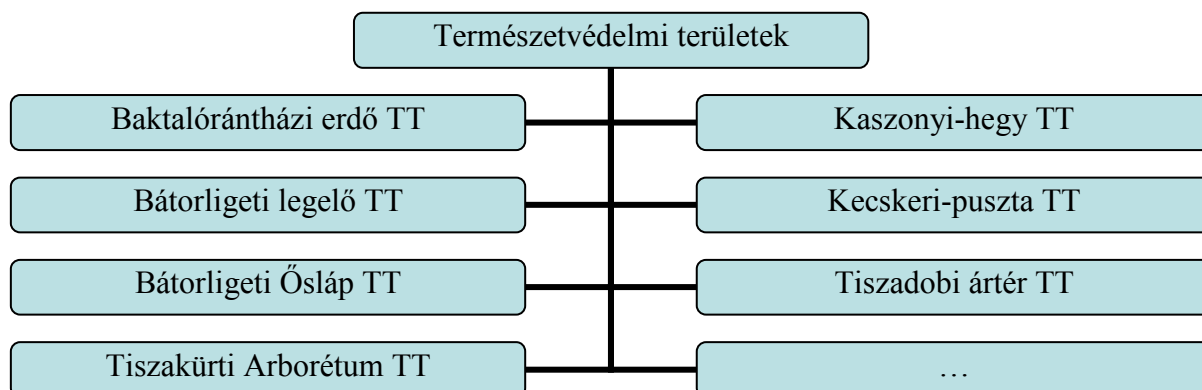 Természetvédelmi területek
Baktalórántházi erdő TT
Kaszonyi-hegy TT
Bátorligeti legelő TT
Kecskeri-puszta TT
Bátorligeti Ősláp TT
Tiszadobi ártér TT
Tiszakürti Arborétum TT
…